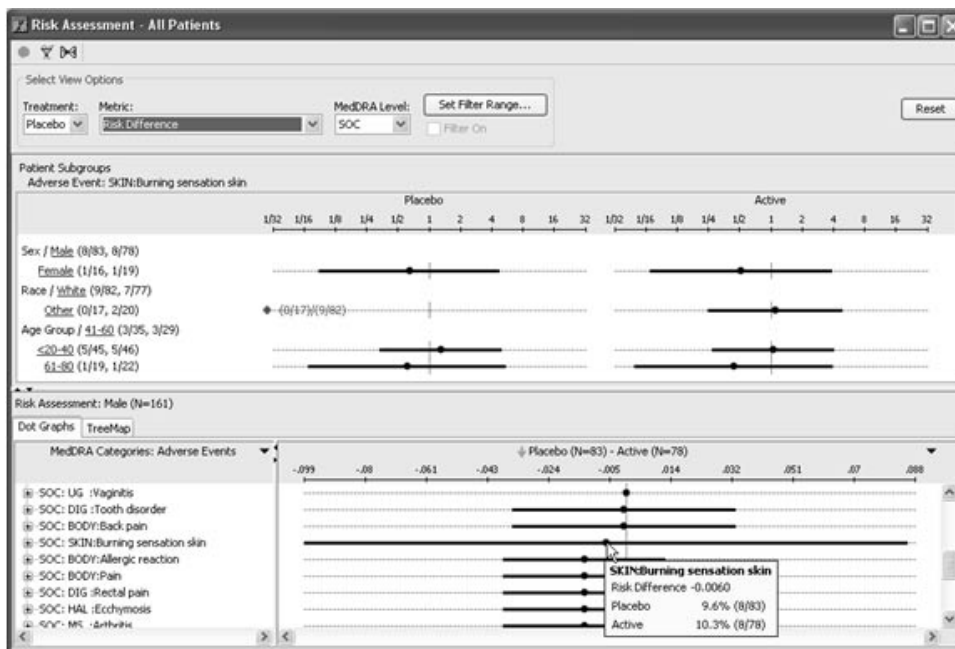 Risk Assessment - All Patients
Select View Options
Treatment: Metric: MedDRA Level: Set Filter Range...
Placebo Risk Difference SOC Filter On Reset
Patient Subgroups
Adverse Event: SKIN:Burning sensation skin
Placebo Active
1/32 1/16 1/8 1/4 1/2 1 2 4 8 16 32 1/32 1/16 1/8 1/4 1/2 1 2 4 8 16 32
Sex / Male (8/83, 8/78)
Female (1/16, 1/19)
Race / White (9/82, 7/77)
Other (0/17, 2/20) (0/17)/(9/82)
Age Group / 41-60 (3/35, 3/29)
<20-40 (5/45, 5/46)
61-80 (1/19, 1/22)
Risk Assessment: Male (N=161)
Dot Graphs TreeMap
MedDRA Categories: Adverse Events Placebo (N=83) - Active (N=78)
-.099 -.08 -.061 -.043 -.024 -.005 .014 .032 .051 .07 .088
SOC: UG :Vaginitis
SOC: DIG :Tooth disorder
SOC: BODY:Back pain
SOC: SKIN:Burning sensation skin
SOC: BODY:Allergic reaction
SOC: BODY:Pain
SOC: DIG :Rectal pain
SOC: HAL :Ecchymosis
SOC: MS :Arthritis
SKIN:Burning sensation skin
Risk Difference -0.0060
Placebo 9.6% (8/83)
Active 10.3% (8/78)